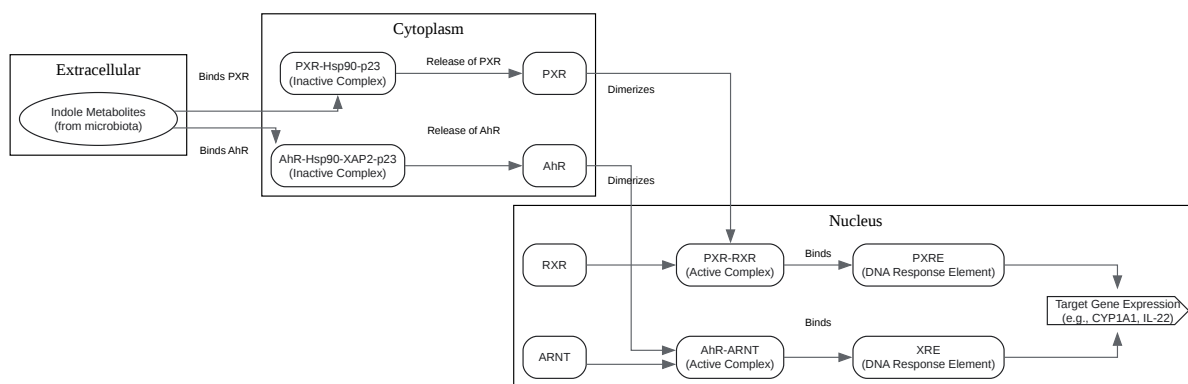 Cytoplasm
Extracellular
Indole Metabolites
(from microbiota)
Binds PXR
Binds AhR
PXR-Hsp90-p23
(Inactive Complex)
Release of PXR
PXR
Dimerizes
AhR-Hsp90-XAP2-p23
(Inactive Complex)
Release of AhR
AhR
Dimerizes
Nucleus
RXR
PXR-RXR
(Active Complex)
Binds
PXRE
(DNA Response Element)
Target Gene Expression
(e.g., CYP1A1, IL-22)
ARNT
AhR-ARNT
(Active Complex)
Binds
XRE
(DNA Response Element)